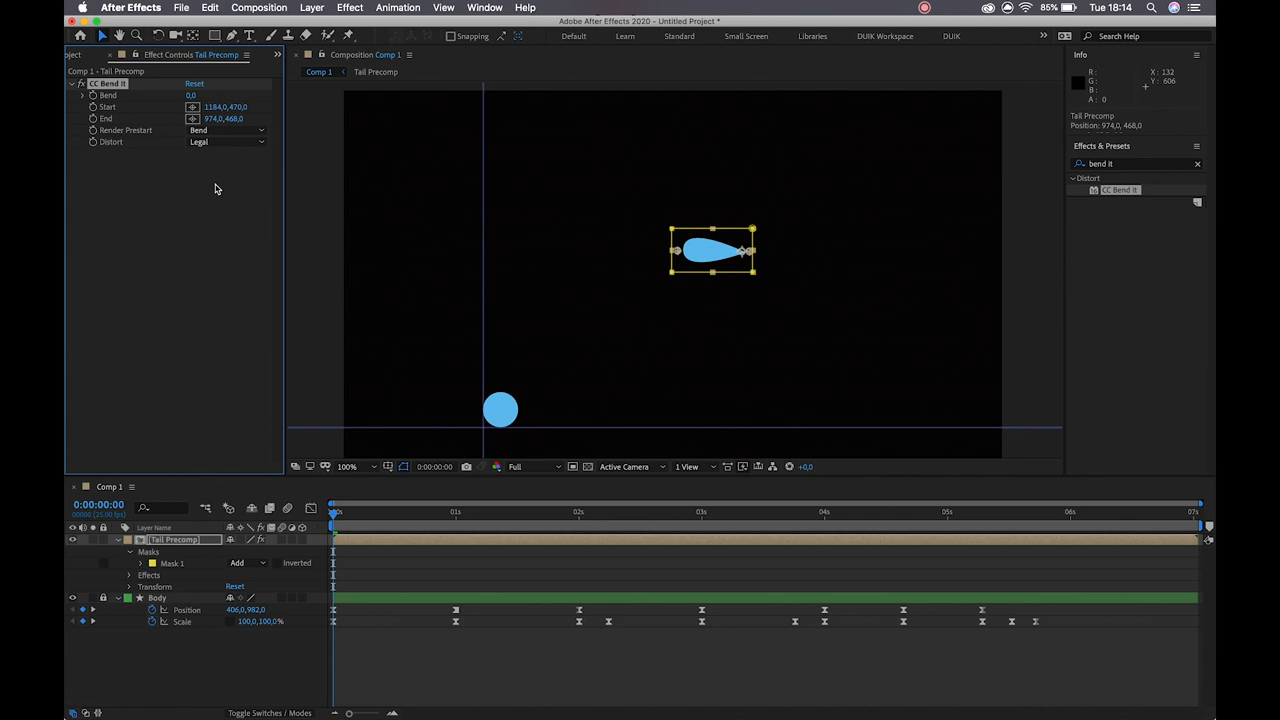 After Effects File Edit Composition Layer Effect Animation View Window Help 85% Tue 18:14
Adobe After Effects 2020 - Untitled Project *
Snapping Default Learn Standard Small Screen Libraries DUIK Workspace DUIK Search Help
ject Effect Controls Tail Precomp
Comp 1 • Tail Precomp
fx CC Bend It Reset
Bend 0,0
Start 1184,0,470,0
End 974,0,468,0
Render Prestart Bend
Distort Legal
Composition Comp 1
Comp 1 Tail Precomp
100% 0:00:00:00 Full Active Camera 1 View +0,0
Info
R: X: 132
G: Y: 606
B:
A: 0
Tail Precomp
Position: 974,0, 468,0
Effects & Presets
bend it
Distort
CC Bend It
Comp 1
0:00:00:00
00000 (25.00 fps)
Layer Name
:00s 01s 02s 03s 04s 05s 06s 07s
[Tail Precomp]
Masks
Mask 1 Add Inverted
Effects
Transform Reset
Body
Position 406,0,982,0
Scale 100,0,100,0%
Toggle Switches / Modes